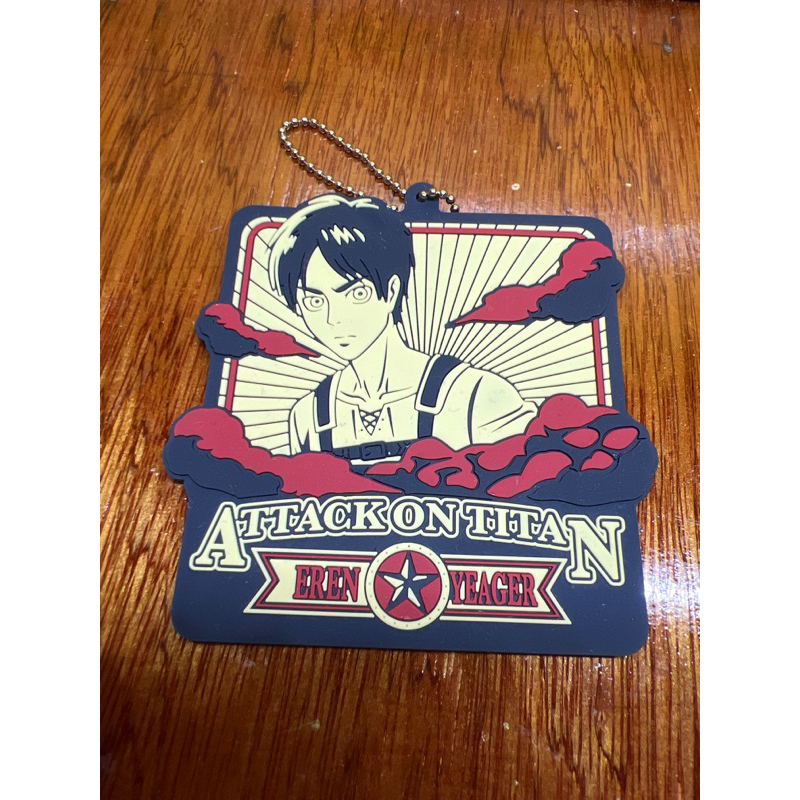 ATTACK ON TITAN
EREN YEAGER